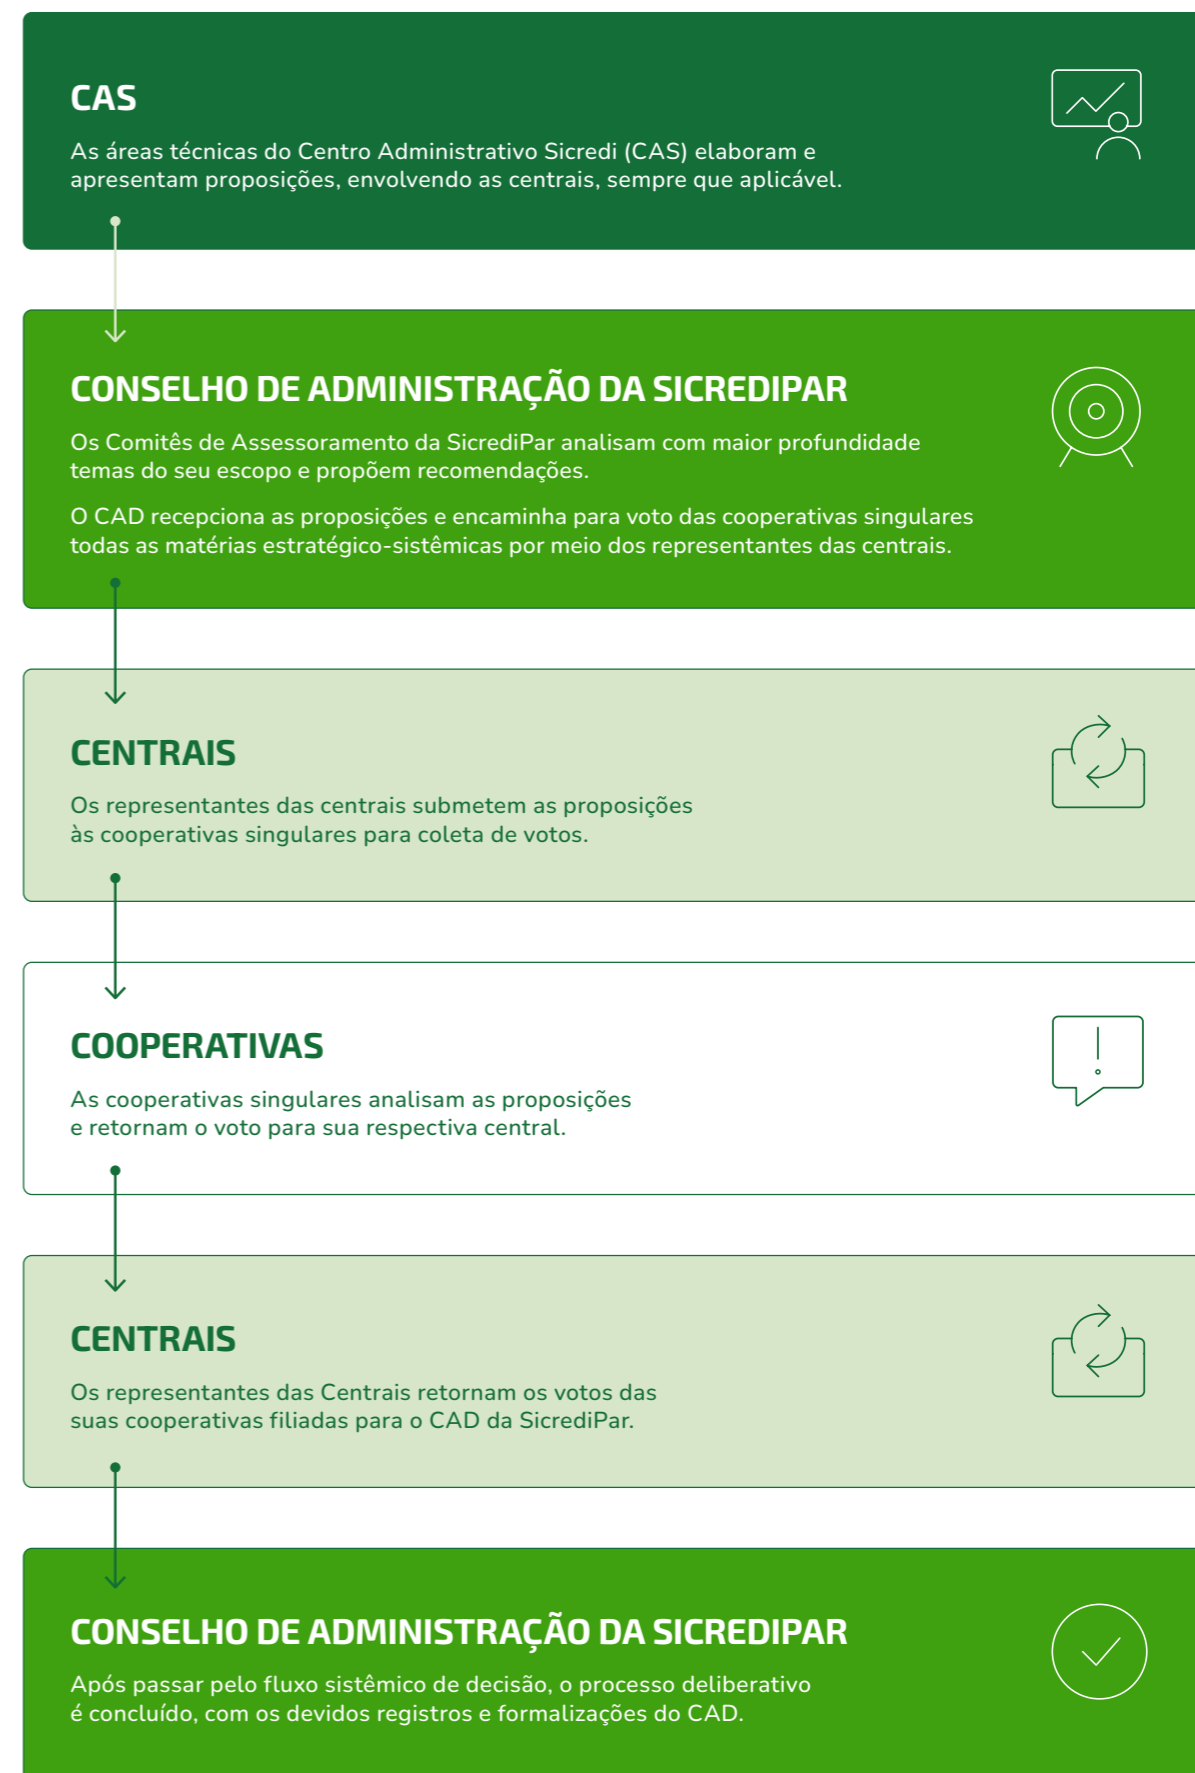 CAS
As áreas técnicas do Centro Administrativo Sicredi (CAS) elaboram e
apresentam proposições, envolvendo as centrais, sempre que aplicável.
CONSELHO DE ADMINISTRAÇÃO DA SICREDIPAR
Os Comitês de Assessoramento da SicrediPar analisam com maior profundidade
temas do seu escopo e propõem recomendações.
O CAD recepciona as proposições e encaminha para voto das cooperativas singulares
todas as matérias estratégico-sistêmicas por meio dos representantes das centrais.
CENTRAIS
Os representantes das centrais submetem as proposições
às cooperativas singulares para coleta de votos.
COOPERATIVAS
As cooperativas singulares analisam as proposições
e retornam o voto para sua respectiva central.
CENTRAIS
Os representantes das Centrais retornam os votos das
suas cooperativas filiadas para o CAD da SicrediPar.
CONSELHO DE ADMINISTRAÇÃO DA SICREDIPAR
Após passar pelo fluxo sistêmico de decisão, o processo deliberativo
é concluído, com os devidos registros e formalizações do CAD.